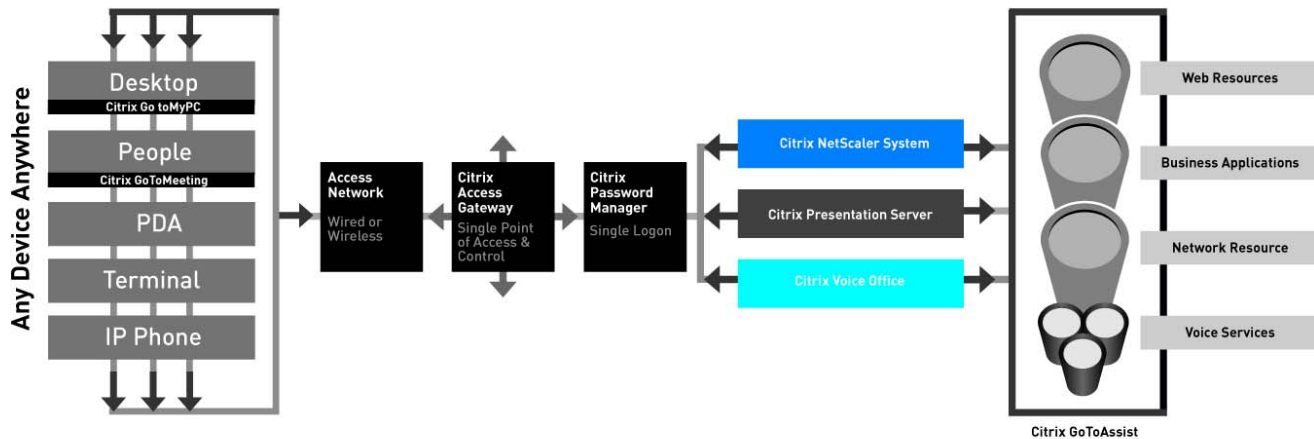 Any Device Anywhere
Desktop
Citrix Go toMyPC
People
Citrix GoToMeeting
PDA
Terminal
IP Phone
Access
Network
Wired or
Wireless
Citrix
Access
Gateway
Single Point
of Access &
Control
Citrix
Password
Manager
Single Logon
Citrix NetScaler System
Citrix Presentation Server
Citrix Voice Office
Web Resources
Business Applications
Network Resource
Voice Services
Citrix GoToAssist